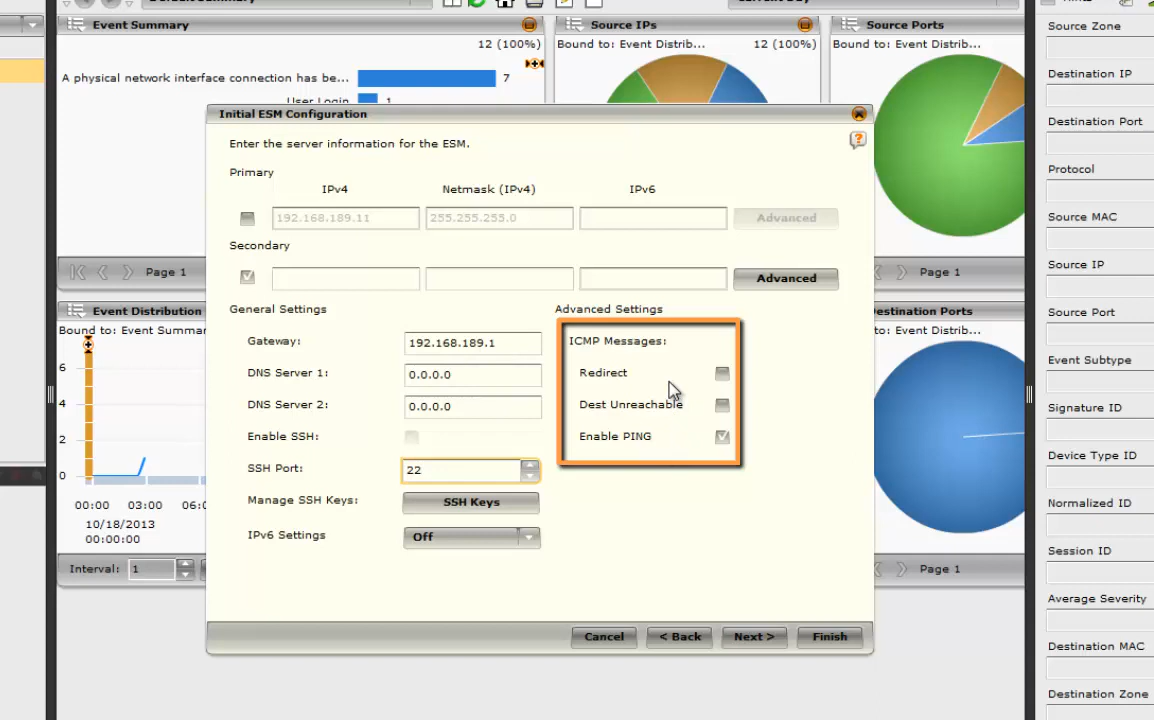 Event Summary
12 (100%)
A physical network interface connection has be...
7
User Login
1
Page 1
Source IPs
Bound to: Event Distrib...
12 (100%)
Source Ports
Bound to: Event Distrib...
Page 1
Event Distribution
Bound to: Event Summar
6
4
2
0
00:00
03:00
06:0
10/18/2013
00:00:00
Interval:
1
estination Ports
to: Event Distrib...
Page 1
Initial ESM Configuration
Enter the server information for the ESM.
Primary
IPv4
Netmask (IPv4)
IPv6
192.168.189.11
255.255.255.0
Advanced
Secondary
Advanced
General Settings
Gateway:
192.168.189.1
DNS Server 1:
0.0.0.0
DNS Server 2:
0.0.0.0
Enable SSH:
SSH Port:
22
Manage SSH Keys:
SSH Keys
IPv6 Settings
Off
Advanced Settings
ICMP Messages:
Redirect
Dest Unreachable
Enable PING
Cancel
< Back
Next >
Finish
Source Zone
Destination IP
Destination Port
Protocol
Source MAC
Source IP
Source Port
Event Subtype
Signature ID
Device Type ID
Normalized ID
Session ID
Average Severity
Destination MAC
Destination Zone